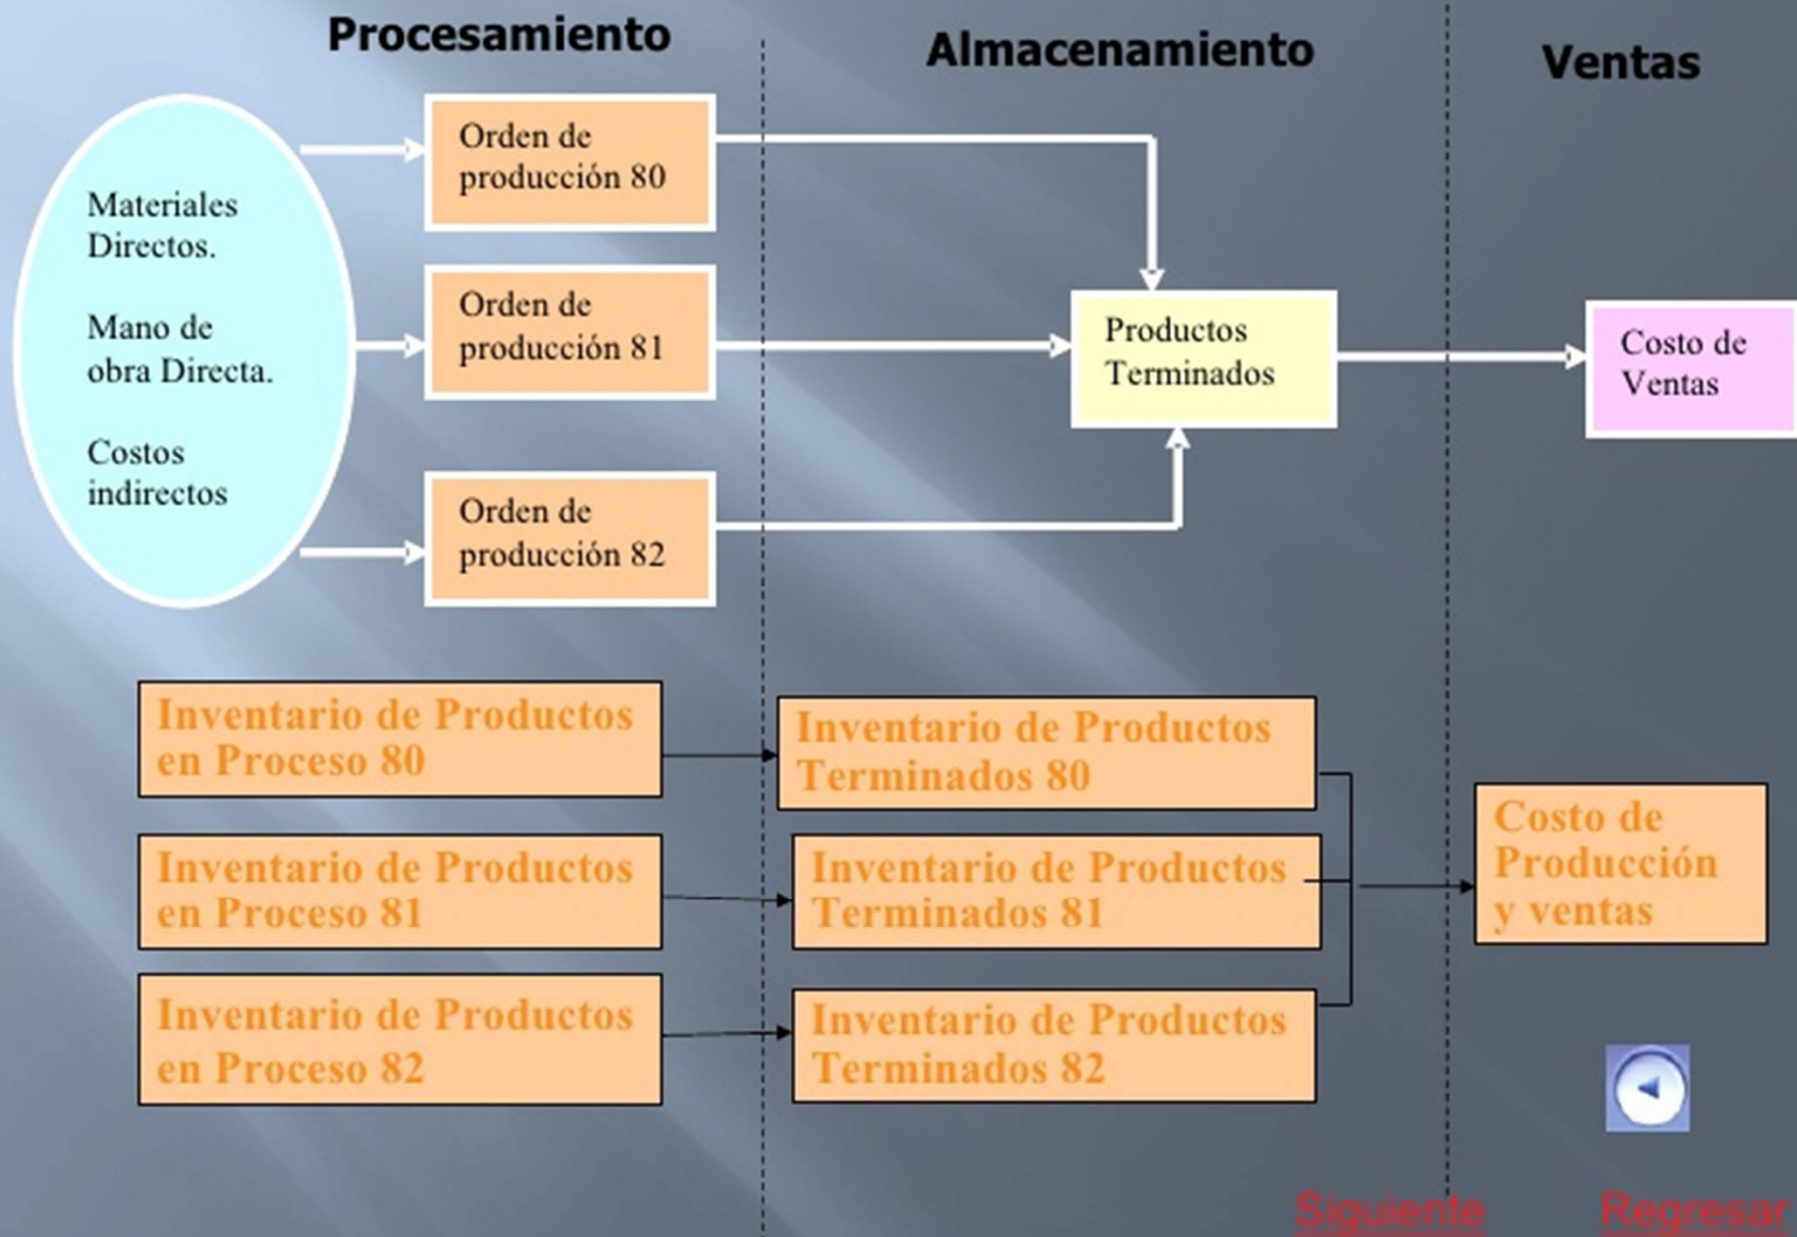 Procesamiento
Almacenamiento
Ventas
Materiales
Directos.
Mano de
obra Directa.
Costos
indirectos
Orden de
producción 80
Orden de
producción 81
Orden de
producción 82
Productos
Terminados
Costo de
Ventas
Inventario de Productos
en Proceso 80
Inventario de Productos
Terminados 80
Inventario de Productos
en Proceso 81
Inventario de Productos
Terminados 81
Inventario de Productos
en Proceso 82
Inventario de Productos
Terminados 82
Costo de
Producción
y ventas
Siguiente
Regresar